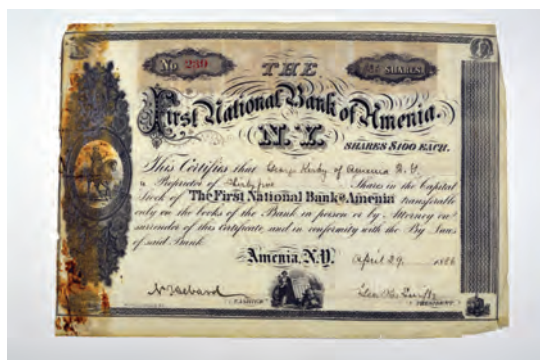 No 239 SHARES
THE
First National Bank of Amenia.
N.Y. SHARES $100 EACH.
This Certifies that George Kirby of Amenia N.Y.
is Proprietor of Thirty five Shares in the Capital
Stock of The First National Bank of Amenia transferable
only on the books of the Bank in person or by Attorney on
surrender of this Certificate, and in conformity with the By Laws
of said Bank.
Amenia, N.Y. April 29 1886
CASHIER PRESIDENT